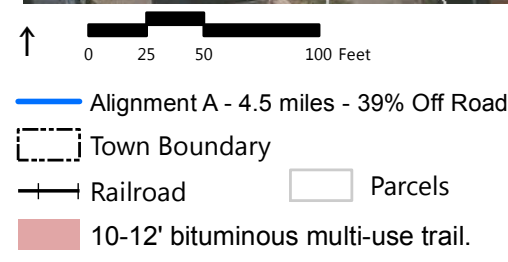 0 25 50 100 Feet
Alignment A - 4.5 miles - 39% Off Road
Town Boundary
Railroad Parcels
10-12' bituminous multi-use trail.